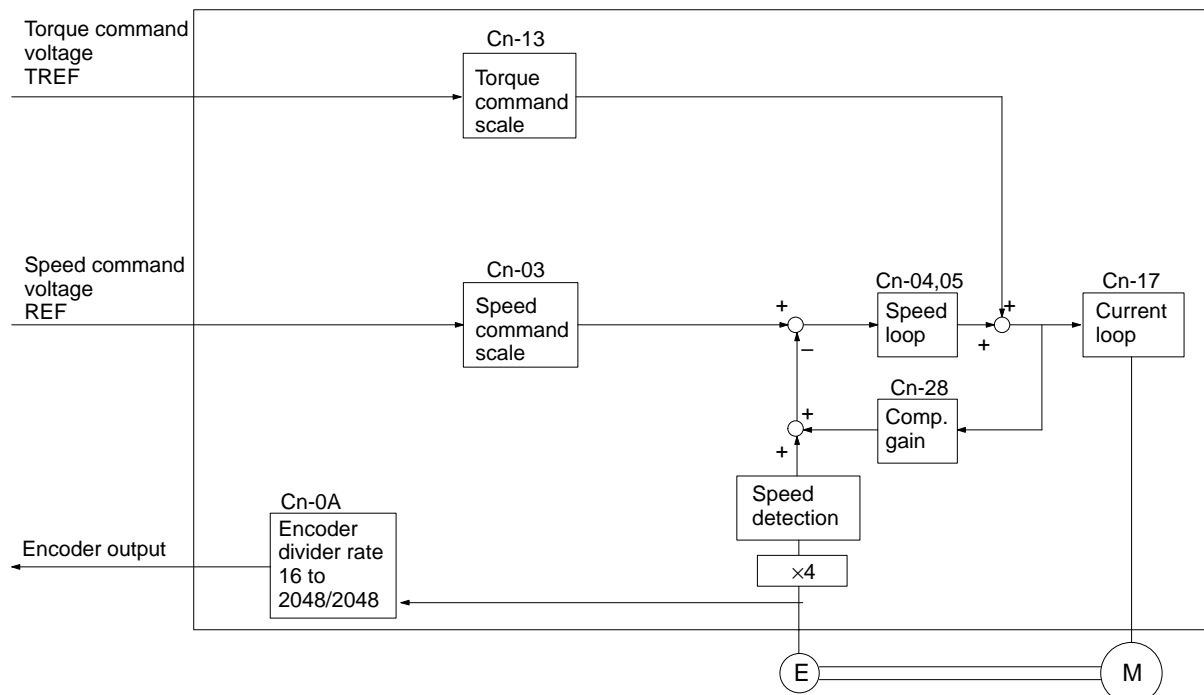 Torque command
voltage
TREF
Cn-13
Torque
command
scale
Speed command
voltage
REF
Cn-03
Speed
command
scale
+
–
Cn-04,05
Speed
loop
+
+
Cn-17
Current
loop
Cn-28
Comp.
gain
+
+
Speed
detection
×4
Cn-0A
Encoder
divider rate
16 to
2048/2048
Encoder output
E
M